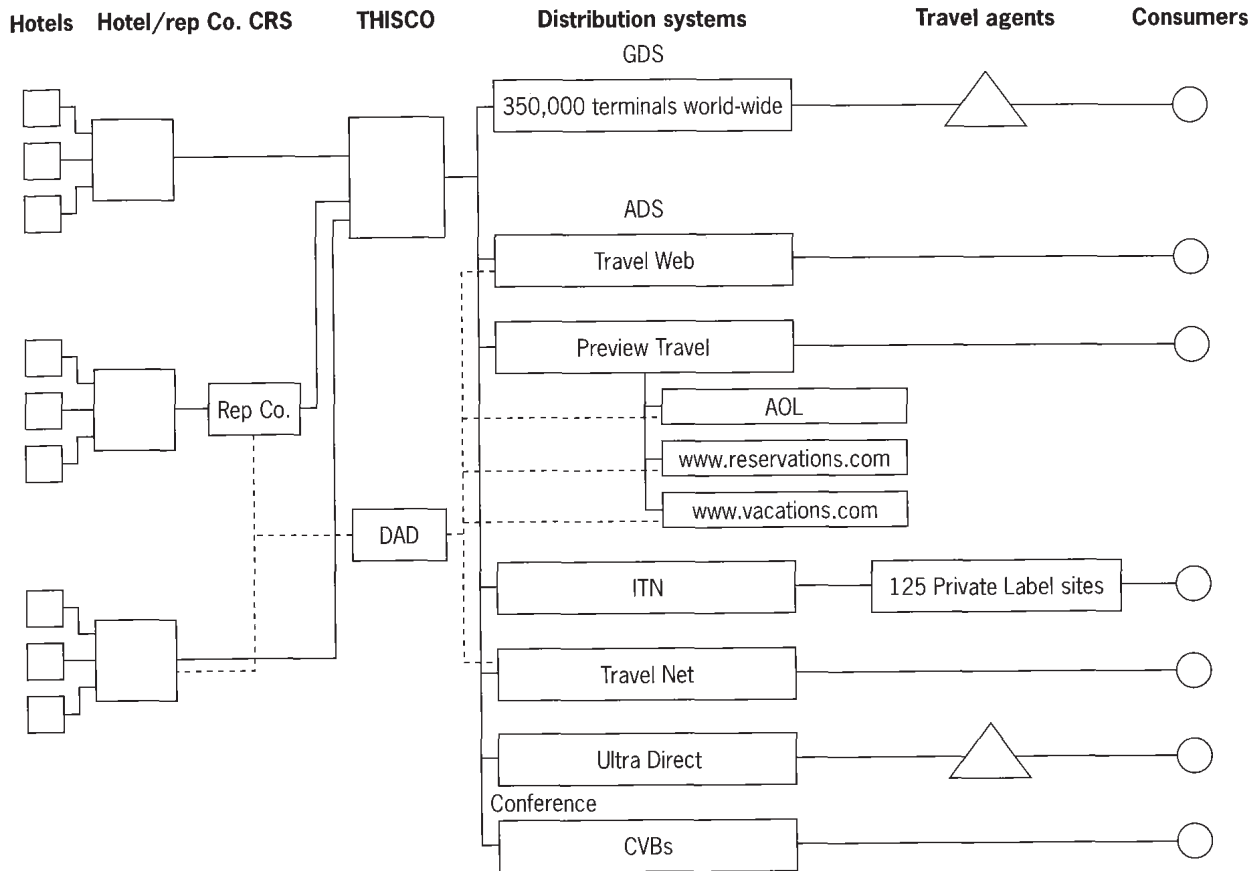 Hotels Hotel/rep Co. CRS THISCO Distribution systems Travel agents Consumers
GDS
350,000 terminals world-wide
ADS
Travel Web
Preview Travel
AOL
Rep Co.
www.reservations.com
www.vacations.com
DAD
ITN 125 Private Label sites
Travel Net
Ultra Direct
Conference
CVBs